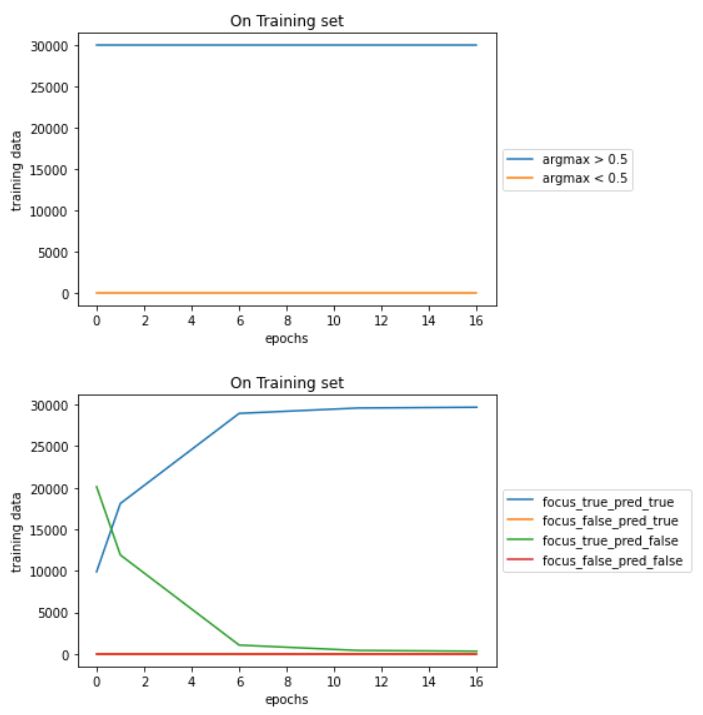 On Training set
30000
25000
20000
15000
10000
5000
0
training data
0 2 4 6 8 10 12 14 16
epochs
argmax > 0.5
argmax < 0.5
On Training set
30000
25000
20000
15000
10000
5000
0
training data
0 2 4 6 8 10 12 14 16
epochs
focus_true_pred_true
focus_false_pred_true
focus_true_pred_false
focus_false_pred_false